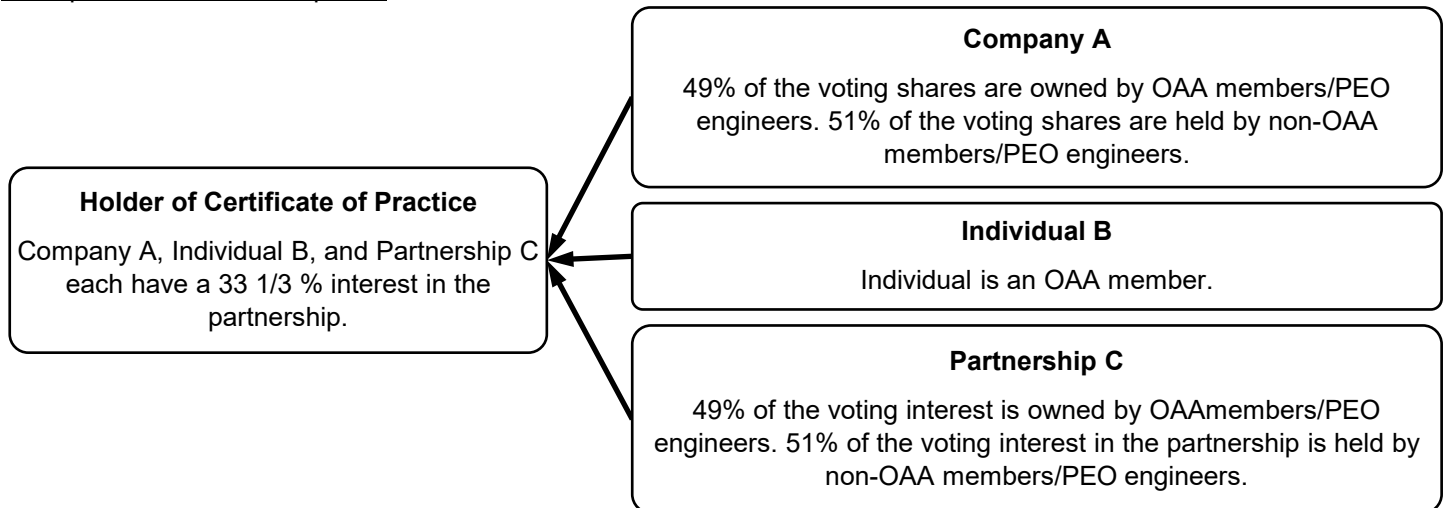 Holder of Certificate of Practice
Company A, Individual B, and Partnership C
each have a 33 1/3 % interest in the
partnership.
Company A
49% of the voting shares are owned by OAA members/PEO
engineers. 51% of the voting shares are held by non-OAA
members/PEO engineers.
Individual B
Individual is an OAA member.
Partnership C
49% of the voting interest is owned by OAAmembers/PEO
engineers. 51% of the voting interest in the partnership is held by
non-OAA members/PEO engineers.